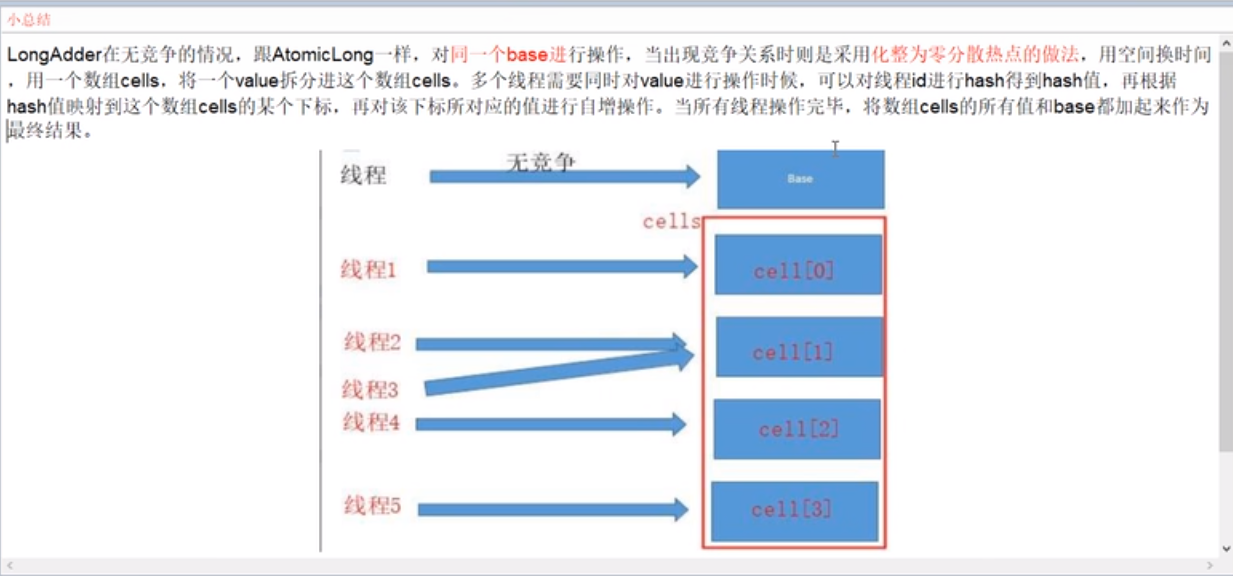 小总结
LongAdder在无竞争的情况，跟AtomicLong一样，对同一个base进行操作，当出现竞争关系时则是采用化整为零分散热点的做法，用空间换时间
，用一个数组cells，将一个value拆分进这个数组cells。多个线程需要同时对value进行操作时候，可以对线程id进行hash得到hash值，再根据
hash值映射到这个数组cells的某个下标，再对该下标所对应的值进行自增操作。当所有线程操作完毕，将数组cells的所有值和base都加起来作为
最终结果。
线程
无竞争
Base
cells
线程1
cell[0]
线程2
cell[1]
线程3
线程4
cell[2]
线程5
cell[3]